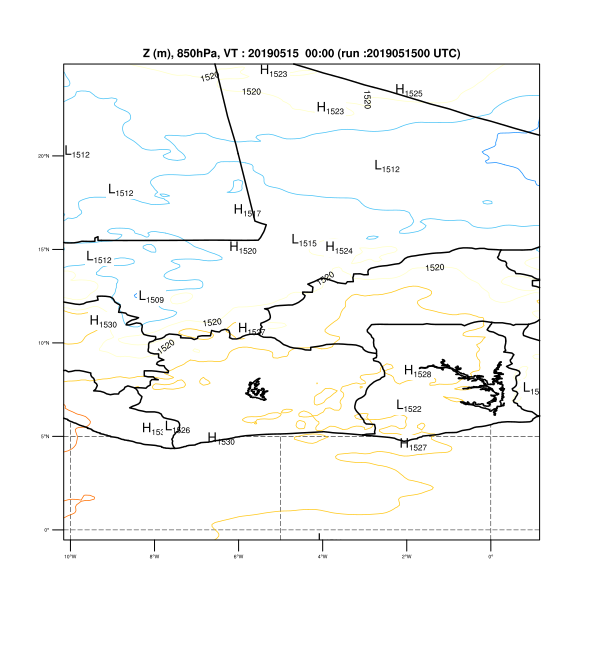 Z (m), 850hPa, VT : 20190515 00:00 (run :2019051500 UTC)
1520 H1523
1520 H1525
1520
H1523
20°N L1512
L1512
L1512
H1517
15°N H1520 L1515 H1524
L1512
1520
1520
L1509
H1530 1520 H1527
10°N 1520
H1528
L15
L1522
H153 L1526
5°N H1530 H1527
0°
10°W 8°W 6°W 4°W 2°W 0°